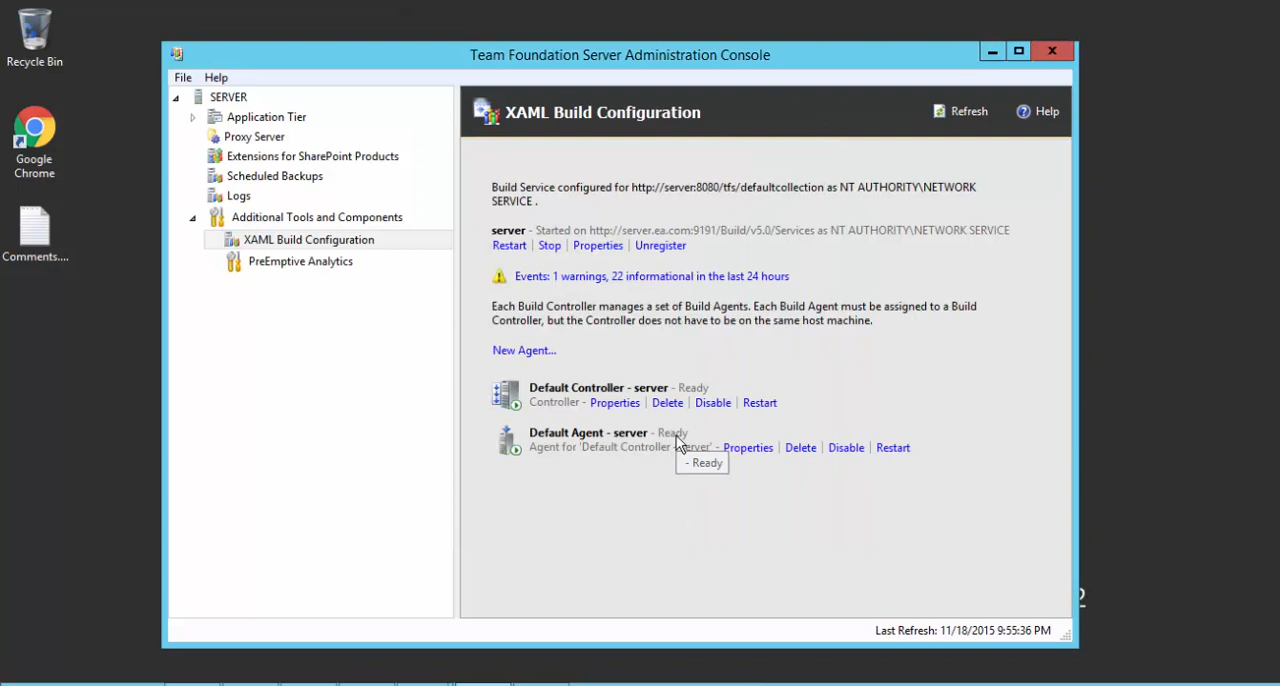 Recycle Bin
Google
Chrome
Comments....
Team Foundation Server Administration Console
File Help
SERVER
Application Tier
Proxy Server
Extensions for SharePoint Products
Scheduled Backups
Logs
Additional Tools and Components
XAML Build Configuration
PreEmptive Analytics
XAML Build Configuration
Refresh
Help
Build Service configured for http://server:8080/tfs/defaultcollection as NT AUTHORITY\NETWORK
SERVICE .
server - Started on http://server.ea.com:9191/Build/v5.0/Services as NT AUTHORITY\NETWORK SERVICE
Restart | Stop | Properties | Unregister
Events: 1 warnings, 22 informational in the last 24 hours
Each Build Controller manages a set of Build Agents. Each Build Agent must be assigned to a Build
Controller, but the Controller does not have to be on the same host machine.
New Agent...
Default Controller - server - Ready
Controller - Properties | Delete | Disable | Restart
Default Agent - server - Ready
Agent for 'Default Controller - server' - Properties | Delete | Disable | Restart
- Ready
2
Last Refresh: 11/18/2015 9:55:36 PM